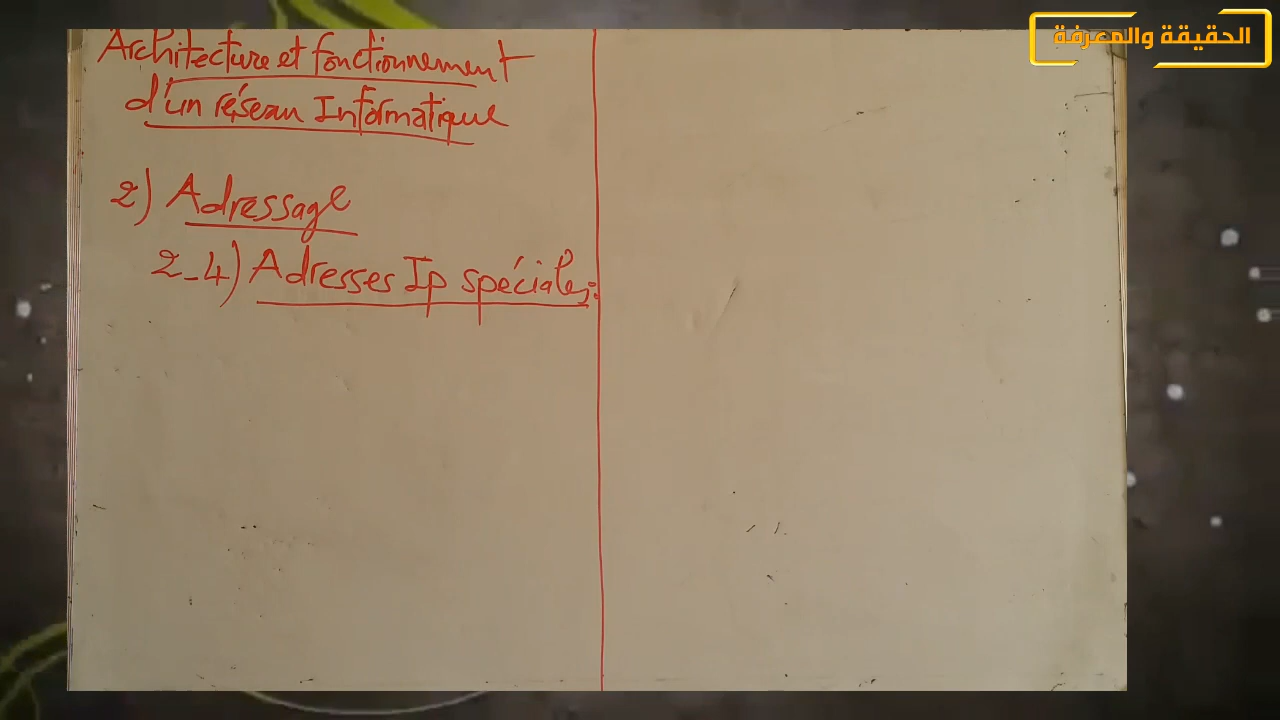 الحقيقة والمعرفة
Architecture et fonctionnement
d'un réseau Informatique
2) Adressage
2-4) Adresses Ip spéciales: